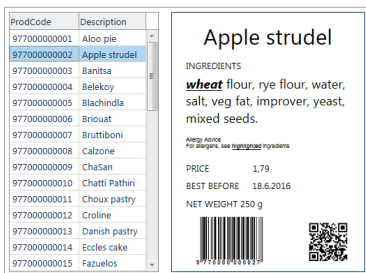 ProdCode Description
977000000001 Aloo pie
977000000002 Apple strudel
977000000003 Banitsa
977000000004 Belekoy
977000000005 Blachindla
977000000006 Briouat
977000000007 Bruttiboni
977000000008 Calzone
977000000009 ChaSan
977000000010 Chatti Pathiri
977000000011 Choux pastry
977000000012 Croline
977000000013 Danish pastry
977000000014 Eccles cake
977000000015 Fazuelos
Apple strudel
INGREDIENTS
wheat flour, rye flour, water,
salt, veg fat, improver, yeast,
mixed seeds.
Allergy Advice
For allergens, see highlighted ingredients
PRICE 1,79
BEST BEFORE 18.6.2016
NET WEIGHT 250 g
9 770000 000027